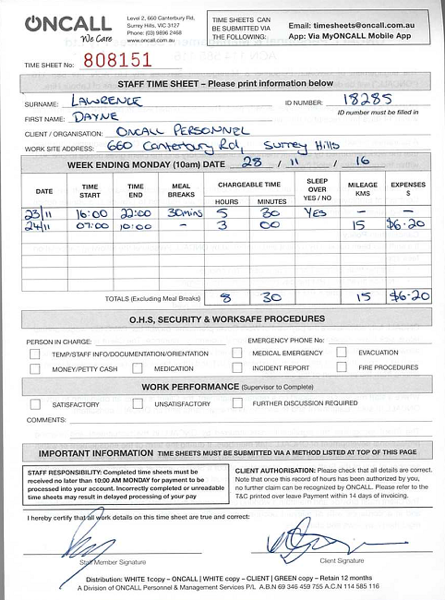 ONCALL
We Care
Level 2, 660 Canterbury Rd,
Surrey Hills, VIC 3127
Phone: (03) 9896 2468
TIME SHEETS CAN
BE SUBMITTED VIA
THE FOLLOWING:
Email: timesheets@oncall.com.au
App: Via MyONCALL Mobile App
TIME SHEET No: 808151
STAFF TIME SHEET – Please print information below
SURNAME: LAWRENCE ID NUMBER: 18285
FIRST NAME: DAYNE ID number must be filled in
CLIENT / ORGANISATION: ONCALL PERSONNEL
WORK SITE ADDRESS: 660 Canterbury Rd, Surrey Hills
WEEK ENDING MONDAY (10am) DATE 28 / 11 / 16
DATE TIME START TIME END MEAL BREAKS CHARGEABLE TIME HOURS MINUTES SLEEP OVER YES / NO MILEAGE KMS EXPENSES $
23/11 16:00 22:00 30mins 5 30 YES – –
24/11 07:00 10:00 – 3 00 15 $6.20
TOTALS (Excluding Meal Breaks) 8 30 15 $6.20
O.H.S, SECURITY & WORKSAFE PROCEDURES
PERSON IN CHARGE: EMERGENCY PHONE No:
TEMP/STAFF INFO/DOCUMENTATION/ORIENTATION MEDICAL EMERGENCY EVACUATION
MONEY/PETTY CASH MEDICATION INCIDENT REPORT FIRE PROCEDURES
WORK PERFORMANCE (Supervisor to Complete)
SATISFACTORY UNSATISFACTORY FURTHER DISCUSSION REQUIRED
COMMENTS:
IMPORTANT INFORMATION TIME SHEETS MUST BE SUBMITTED VIA A METHOD LISTED AT TOP OF THIS PAGE
STAFF RESPONSIBILITY: Completed time sheets must be
received no later than 10:00 AM MONDAY for payment to
be processed into your account. Incorrectly completed or unreadable
time sheets may result in delayed processing of your pay
CLIENT AUTHORISATION: Please check that all details are correct.
Note that once this record of hours has been authorized by you,
no further claim can be recognized by ONCALL. Please refer to the
T&C printed over leave Payment within 14 days of invoicing.
I hereby certify that all work details on this time sheet are true and correct:
Staff Member Signature Client Signature
Distribution: WHITE 1copy – ONCALL | WHITE copy – CLIENT | GREEN copy – Retain 12 months
A Division of ONCALL Personnel & Management Services P/L A.B.N 69 346 459 755 A.C.N 114 585 116